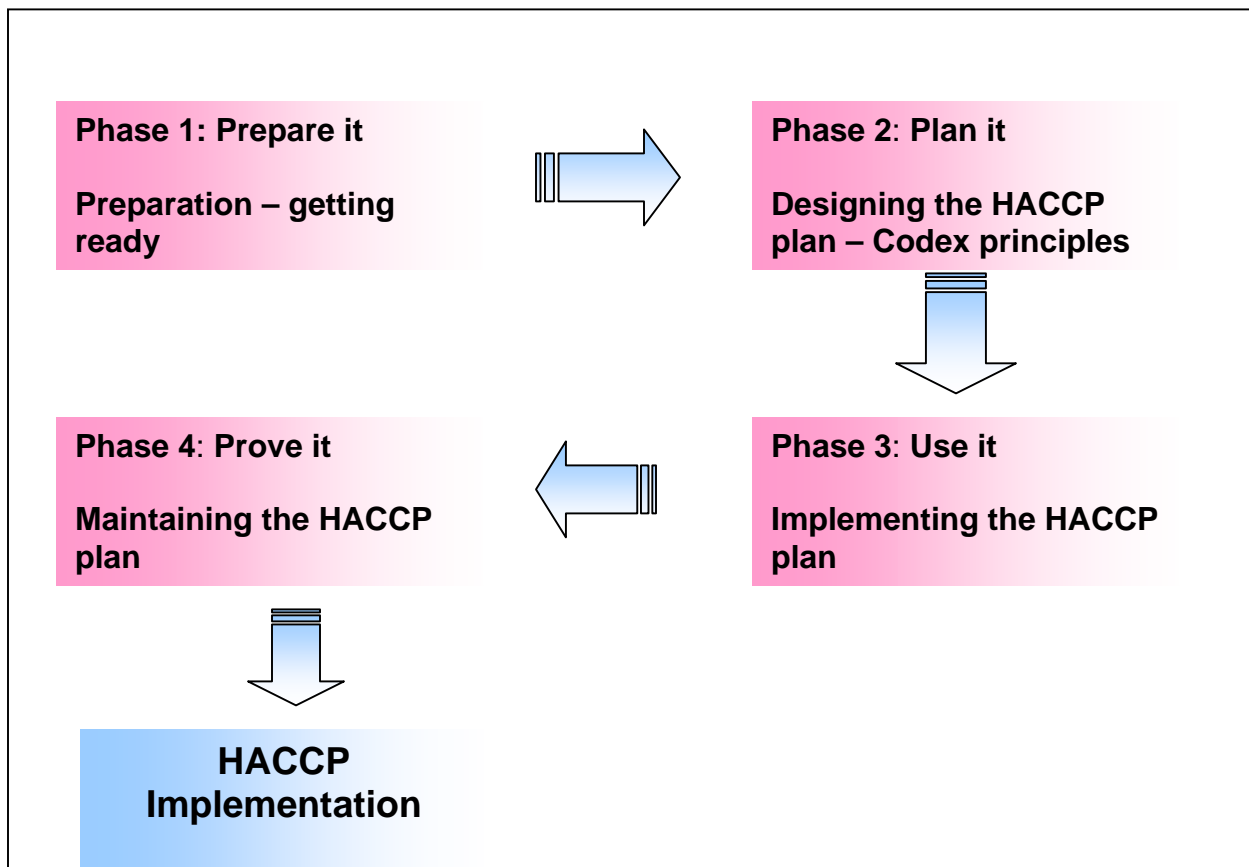 Phase 1: Prepare it
Preparation – getting
ready
Phase 2: Plan it
Designing the HACCP
plan – Codex principles
Phase 3: Use it
Implementing the HACCP
plan
Phase 4: Prove it
Maintaining the HACCP
plan
HACCP
Implementation